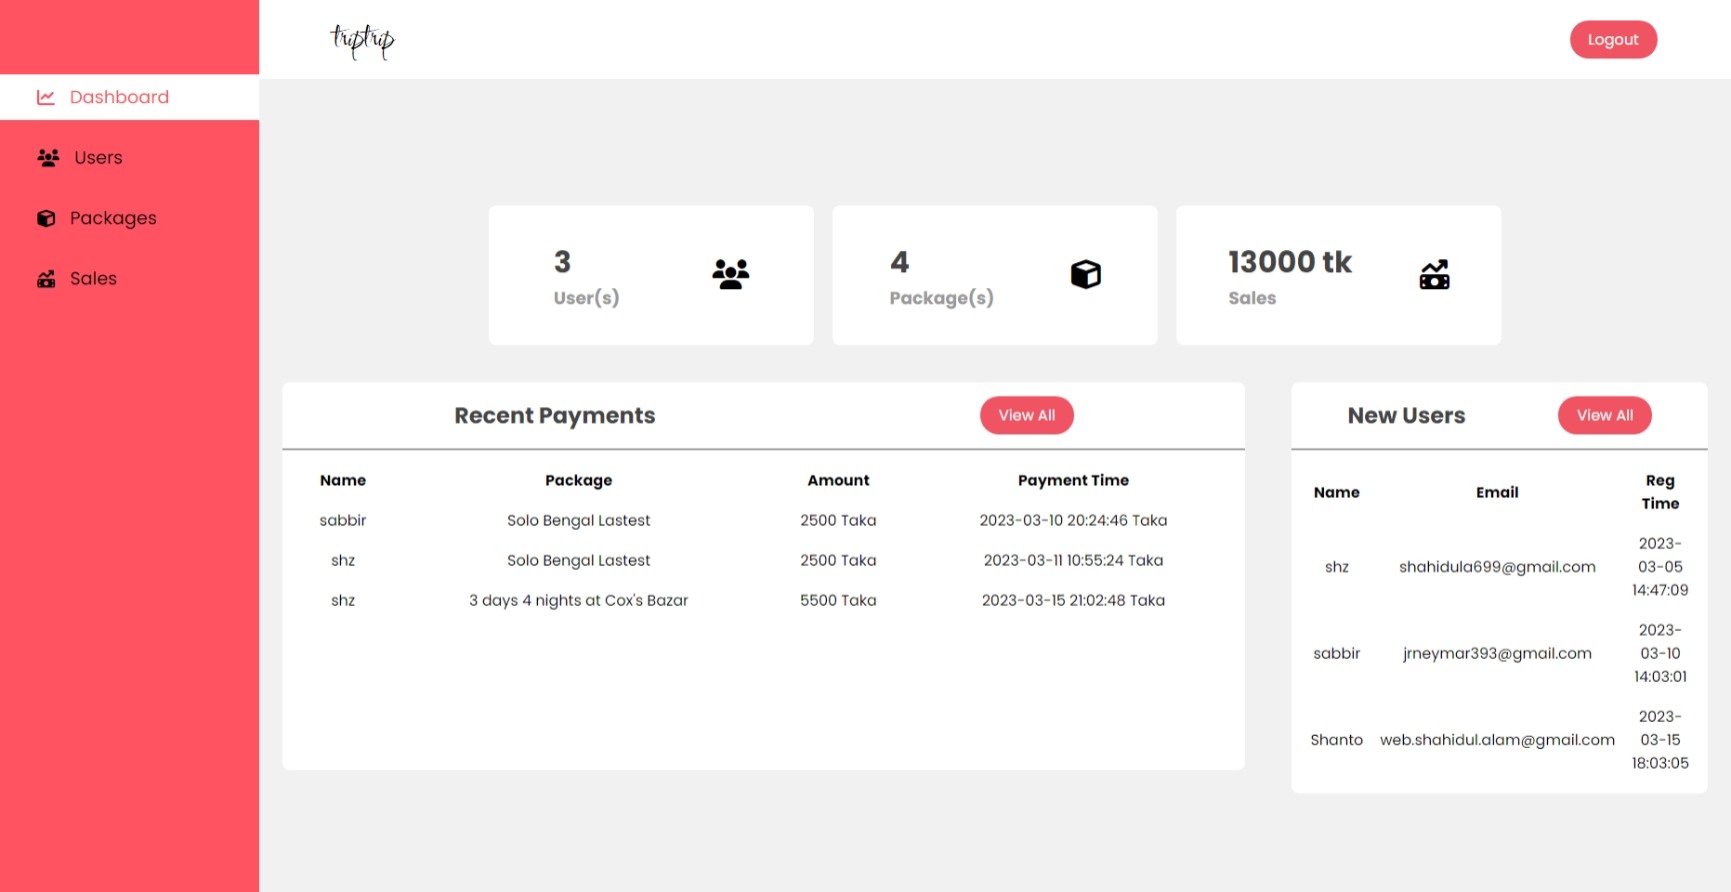 triptrip
Logout
Dashboard
Users
Packages
Sales
3
User(s)
4
Package(s)
13000 tk
Sales
Recent Payments
View All
Name Package Amount Payment Time
sabbir Solo Bengal Lastest 2500 Taka 2023-03-10 20:24:46 Taka
shz Solo Bengal Lastest 2500 Taka 2023-03-11 10:55:24 Taka
shz 3 days 4 nights at Cox's Bazar 5500 Taka 2023-03-15 21:02:48 Taka
New Users
View All
Name Email Reg
Time
shz shahidula699@gmail.com 2023-
03-05
14:47:09
sabbir jrneymar393@gmail.com 2023-
03-10
14:03:01
Shanto web.shahidul.alam@gmail.com 2023-
03-15
18:03:05